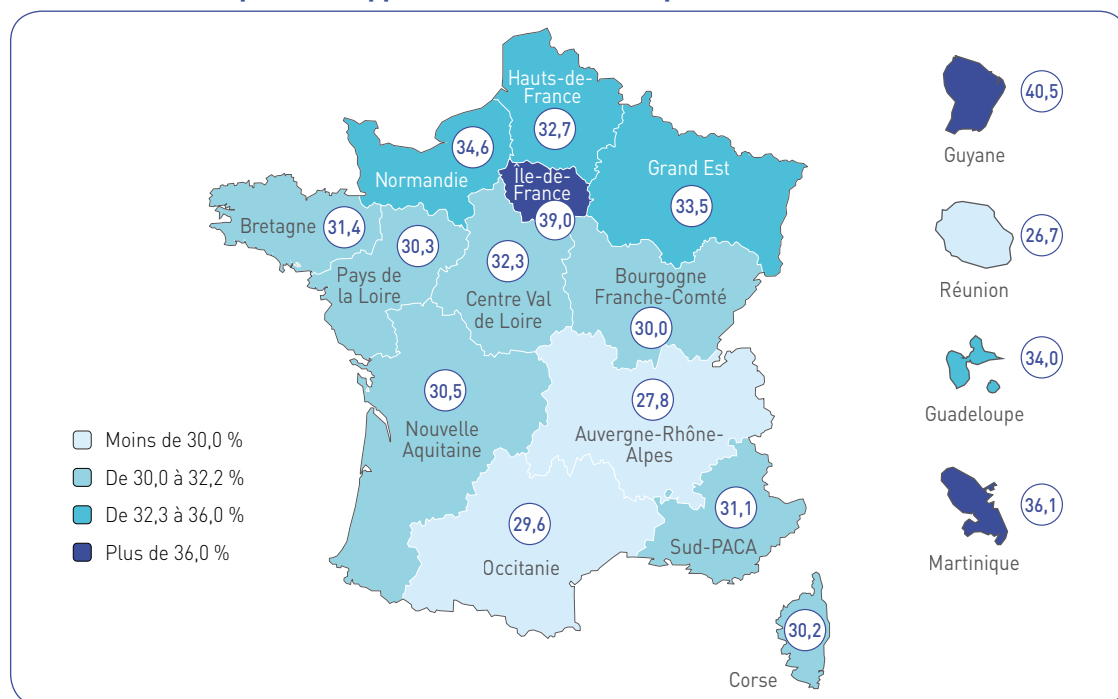 Hauts-de-
France
32,7
34,6
Normandie
Île-de-
France
39,0
Grand Est
33,5
Bretagne
31,4
30,3
Pays de
la Loire
32,3
Centre Val
de Loire
Bourgogne
Franche-Comté
30,0
30,5
Nouvelle
Aquitaine
27,8
Auvergne-Rhône-
Alpes
29,6
Occitanie
31,1
Sud-PACA
30,2
Corse
Moins de 30,0 %
De 30,0 à 32,2 %
De 32,3 à 36,0 %
Plus de 36,0 %
40,5
Guyane
26,7
Réunion
34,0
Guadeloupe
36,1
Martinique